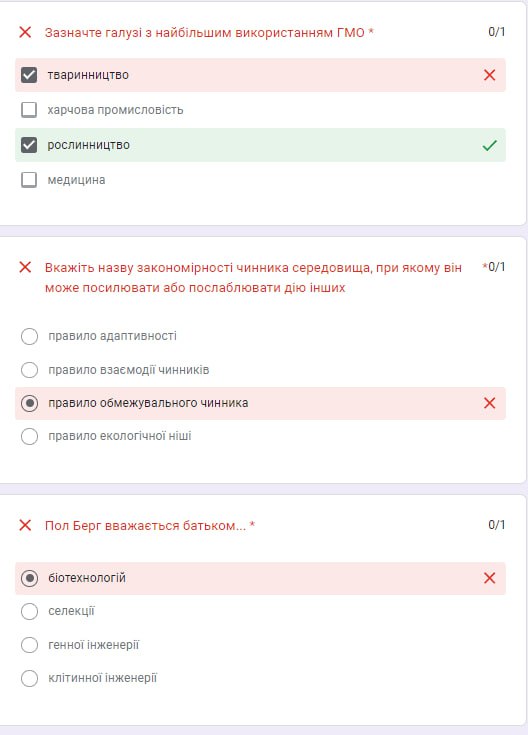 Зазначте галузі з найбільшим використанням ГМО * 0/1
тваринництво
харчова промисловість
рослинництво
медицина
Вкажіть назву закономірності чинника середовища, при якому він *0/1
може посилювати або послаблювати дію інших
правило адаптивності
правило взаємодії чинників
правило обмежувального чинника
правило екологічної ніші
Пол Берг вважається батьком... * 0/1
біотехнологій
селекції
генної інженерії
клітинної інженерії